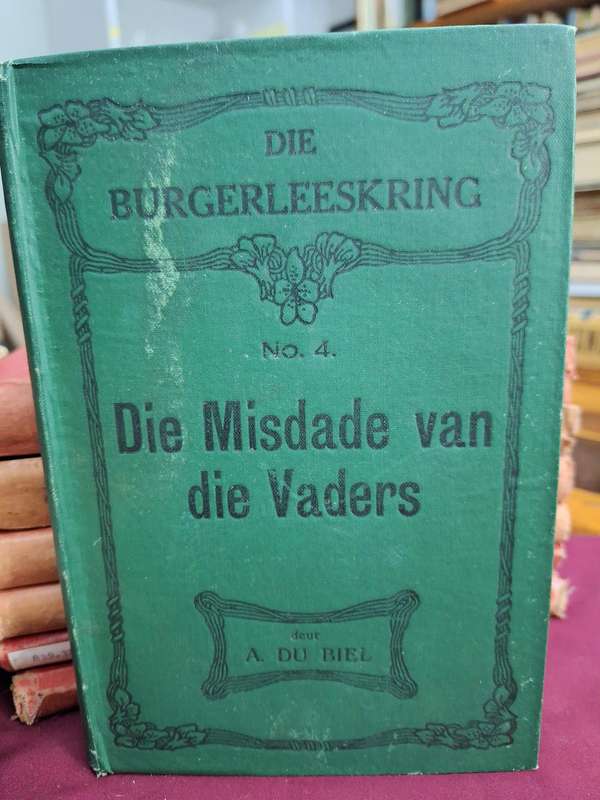 DIE
BURGERLEESKRING
No. 4.
Die Misdade van
die Vaders
deur
A. DU BIEL